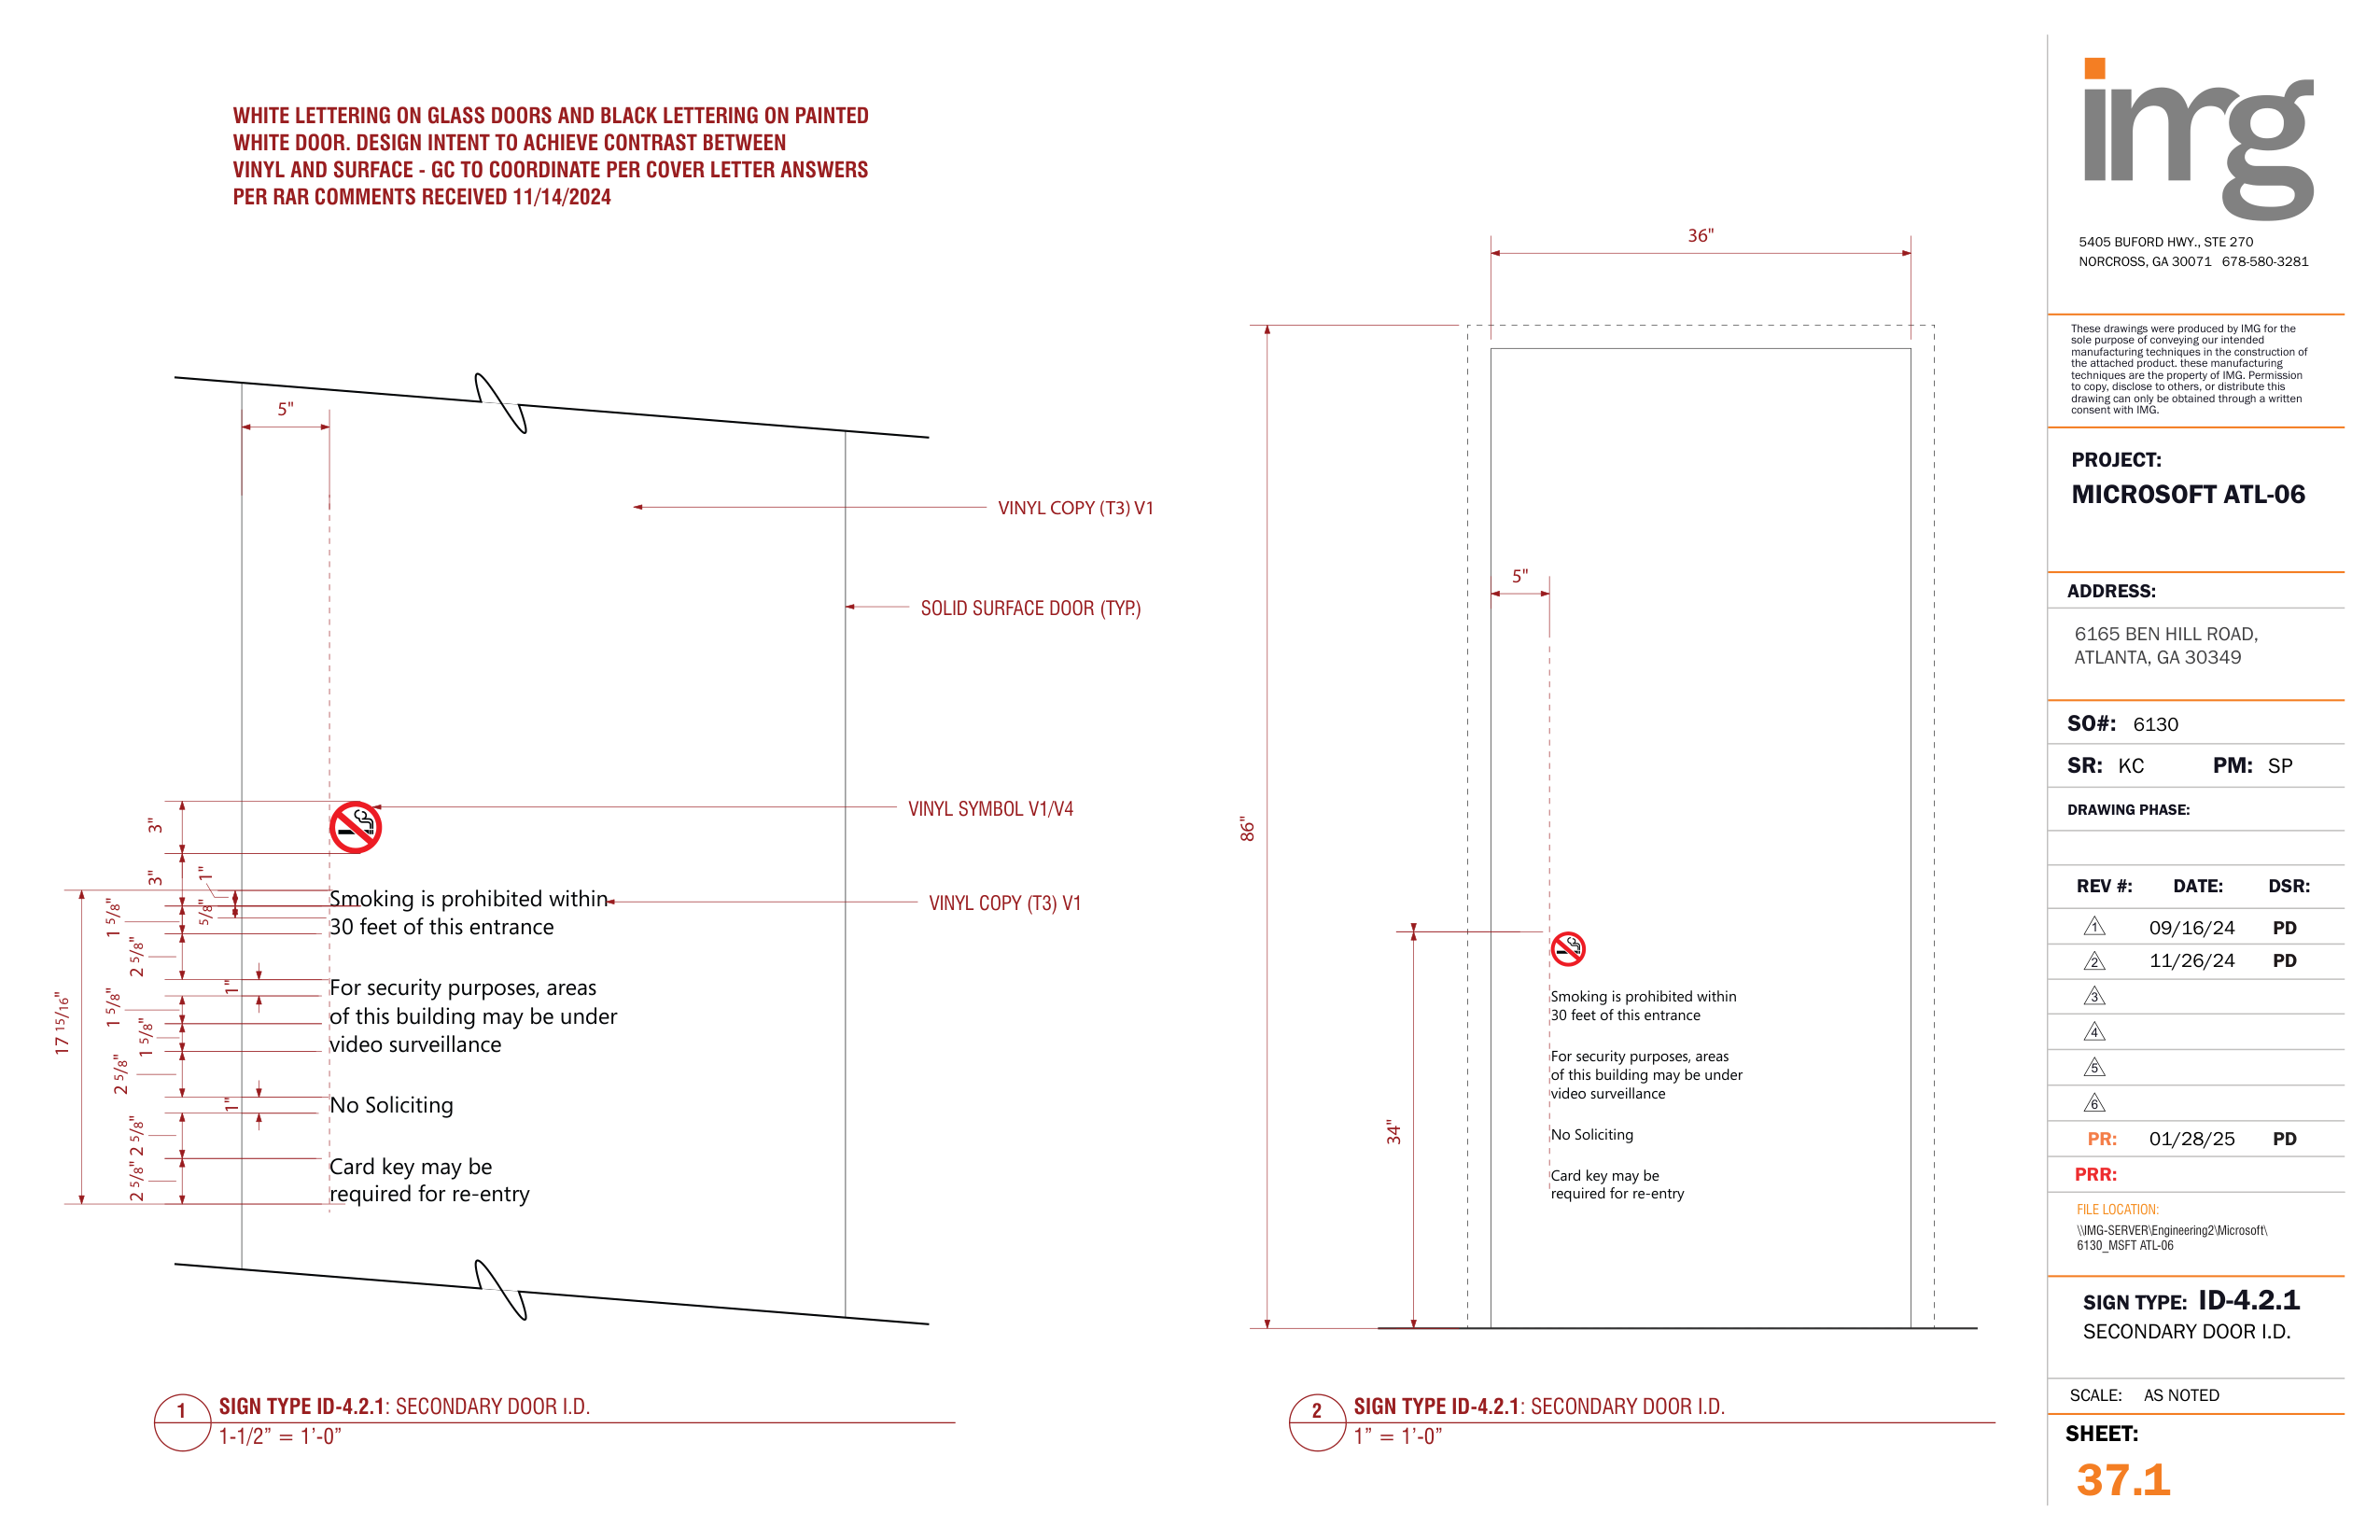 WHITE LETTERING ON GLASS DOORS AND BLACK LETTERING ON PAINTED
WHITE DOOR. DESIGN INTENT TO ACHIEVE CONTRAST BETWEEN
VINYL AND SURFACE - GC TO COORDINATE PER COVER LETTER ANSWERS
PER RAR COMMENTS RECEIVED 11/14/2024
5"
VINYL COPY (T3) V1
SOLID SURFACE DOOR (TYP.)
VINYL SYMBOL V1/V4
VINYL COPY (T3) V1
3"
3"
1"
5/8"
1 5/8"
2 5/8"
1"
1 5/8"
1 5/8"
2 5/8"
1"
2 5/8"
2 5/8"
17 15/16"
Smoking is prohibited within
30 feet of this entrance
For security purposes, areas
of this building may be under
video surveillance
No Soliciting
Card key may be
required for re-entry
1
SIGN TYPE ID-4.2.1: SECONDARY DOOR I.D.
1-1/2” = 1’-0”
36"
5"
86"
34"
Smoking is prohibited within
30 feet of this entrance
For security purposes, areas
of this building may be under
video surveillance
No Soliciting
Card key may be
required for re-entry
2
SIGN TYPE ID-4.2.1: SECONDARY DOOR I.D.
1” = 1’-0”
img
5405 BUFORD HWY., STE 270
NORCROSS, GA 30071 678-580-3281
These drawings were produced by IMG for the
sole purpose of conveying our intended
manufacturing techniques in the construction of
the attached product. these manufacturing
techniques are the property of IMG. Permission
to copy, disclose to others, or distribute this
drawing can only be obtained through a written
consent with IMG.
PROJECT:
MICROSOFT ATL-06
ADDRESS:
6165 BEN HILL ROAD,
ATLANTA, GA 30349
SO#: 6130
SR: KC PM: SP
DRAWING PHASE:
REV #: DATE: DSR:
1 09/16/24 PD
2 11/26/24 PD
3
4
5
6
PR: 01/28/25 PD
PRR:
FILE LOCATION:
\\IMG-SERVER\Engineering2\Microsoft\
6130_MSFT ATL-06
SIGN TYPE: ID-4.2.1
SECONDARY DOOR I.D.
SCALE: AS NOTED
SHEET:
37.1